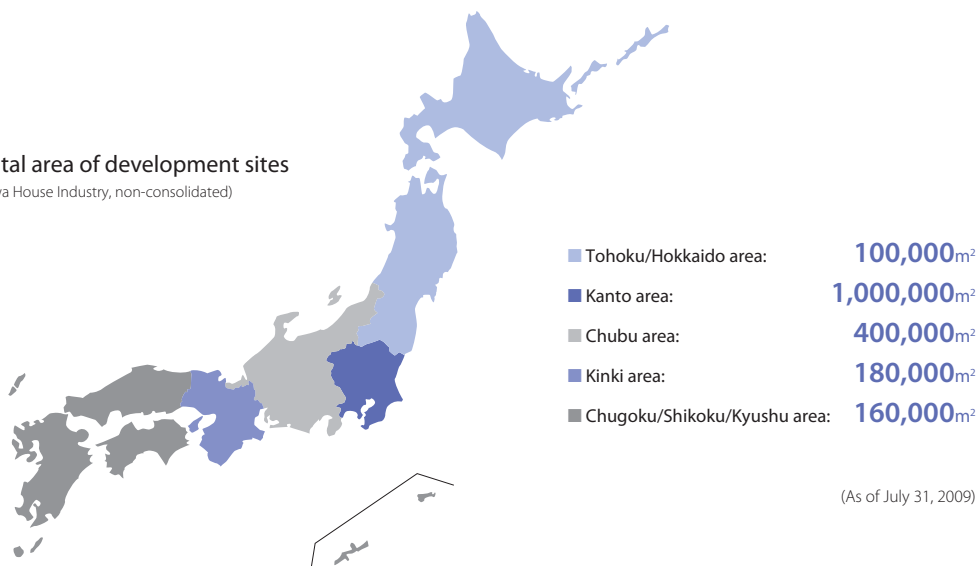 tal area of development sites
a House Industry, non-consolidated)
Tohoku/Hokkaido area: 100,000m²
Kanto area: 1,000,000m²
Chubu area: 400,000m²
Kinki area: 180,000m²
Chugoku/Shikoku/Kyushu area: 160,000m²
(As of July 31, 2009)